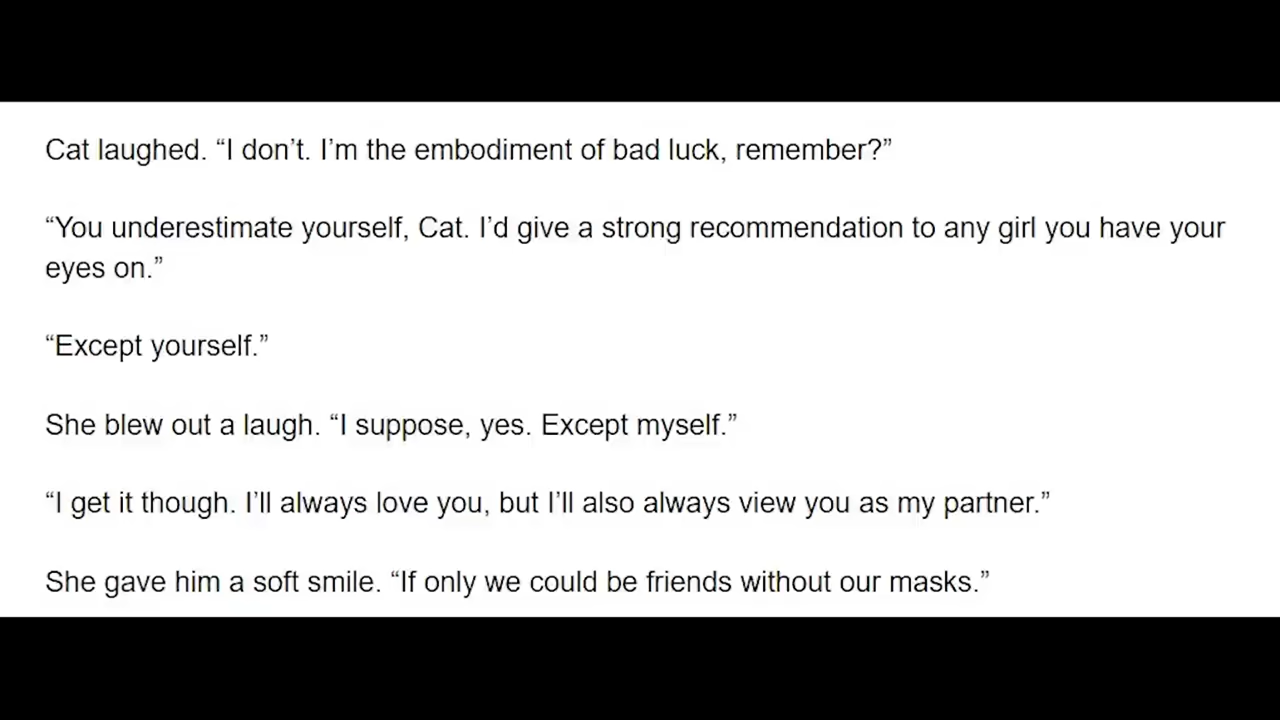 Cat laughed. “I don’t. I’m the embodiment of bad luck, remember?”
“You underestimate yourself, Cat. I’d give a strong recommendation to any girl you have your
eyes on.”
“Except yourself.”
She blew out a laugh. “I suppose, yes. Except myself.”
“I get it though. I’ll always love you, but I’ll also always view you as my partner.”
She gave him a soft smile. “If only we could be friends without our masks.”